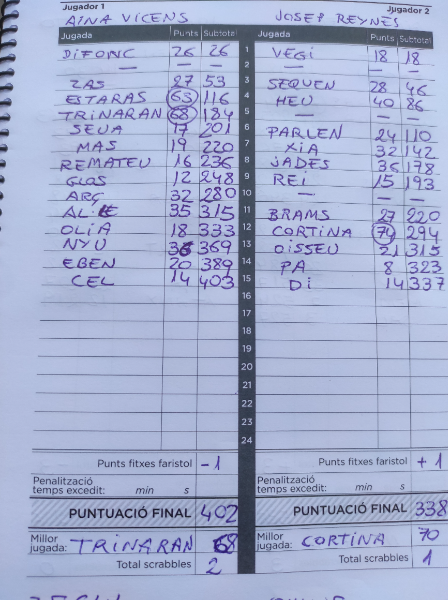 Jugador 1 Jugador 2
AINA VICENS JOSEP REYNÉS
Jugada Punts Subtotal Jugada Punts Subtotal
DIFONC 26 26 1 VEGI 18 18
— — 2 — —
ZAS 27 53 3 SEQÜEN 28 46
ESTARAS 63 116 4 HEU 40 86
TRINARAN 68 184 5 — —
SEUA 17 201 6 PARLEN 24 110
MAS 19 220 7 XIA 32 142
REMATEU 16 236 8 JADES 36 178
GLOS 12 248 9 REI 15 193
ARÇ 32 280 10 — —
35 315 11 BRAMS 27 220
OLIA 18 333 12 CORTINA 74 294
NYU 36 369 13 OISSEU 21 315
EBEN 20 389 14 PA 8 323
CEL 14 403 15 DI 14 337
16
17
18
19
20
21
22
23
24
Punts fitxes faristol -1 Punts fitxes faristol +1
Penalització Penalització
temps excedit: min s temps excedit: min s
PUNTUACIÓ FINAL 402 PUNTUACIÓ FINAL 338
Millor Millor
jugada: TRINARAN 68 jugada: CORTINA 70
Total scrabbles 2 Total scrabbles 1